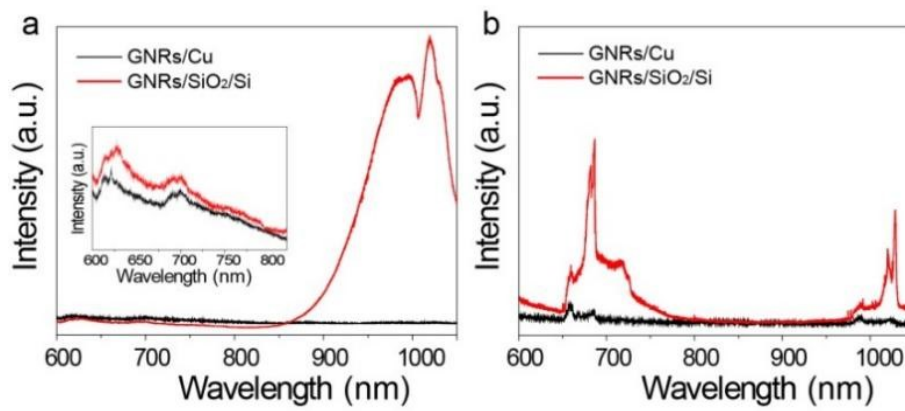 a
GNRs/Cu
GNRs/SiO₂/Si
Intensity (a.u.)
Intensity (a.u.)
600 650 700 750 800
Wavelength (nm)
600 700 800 900 1000
Wavelength (nm)
b
GNRs/Cu
GNRs/SiO₂/Si
Intensity (a.u.)
600 700 800 900 1000
Wavelength (nm)